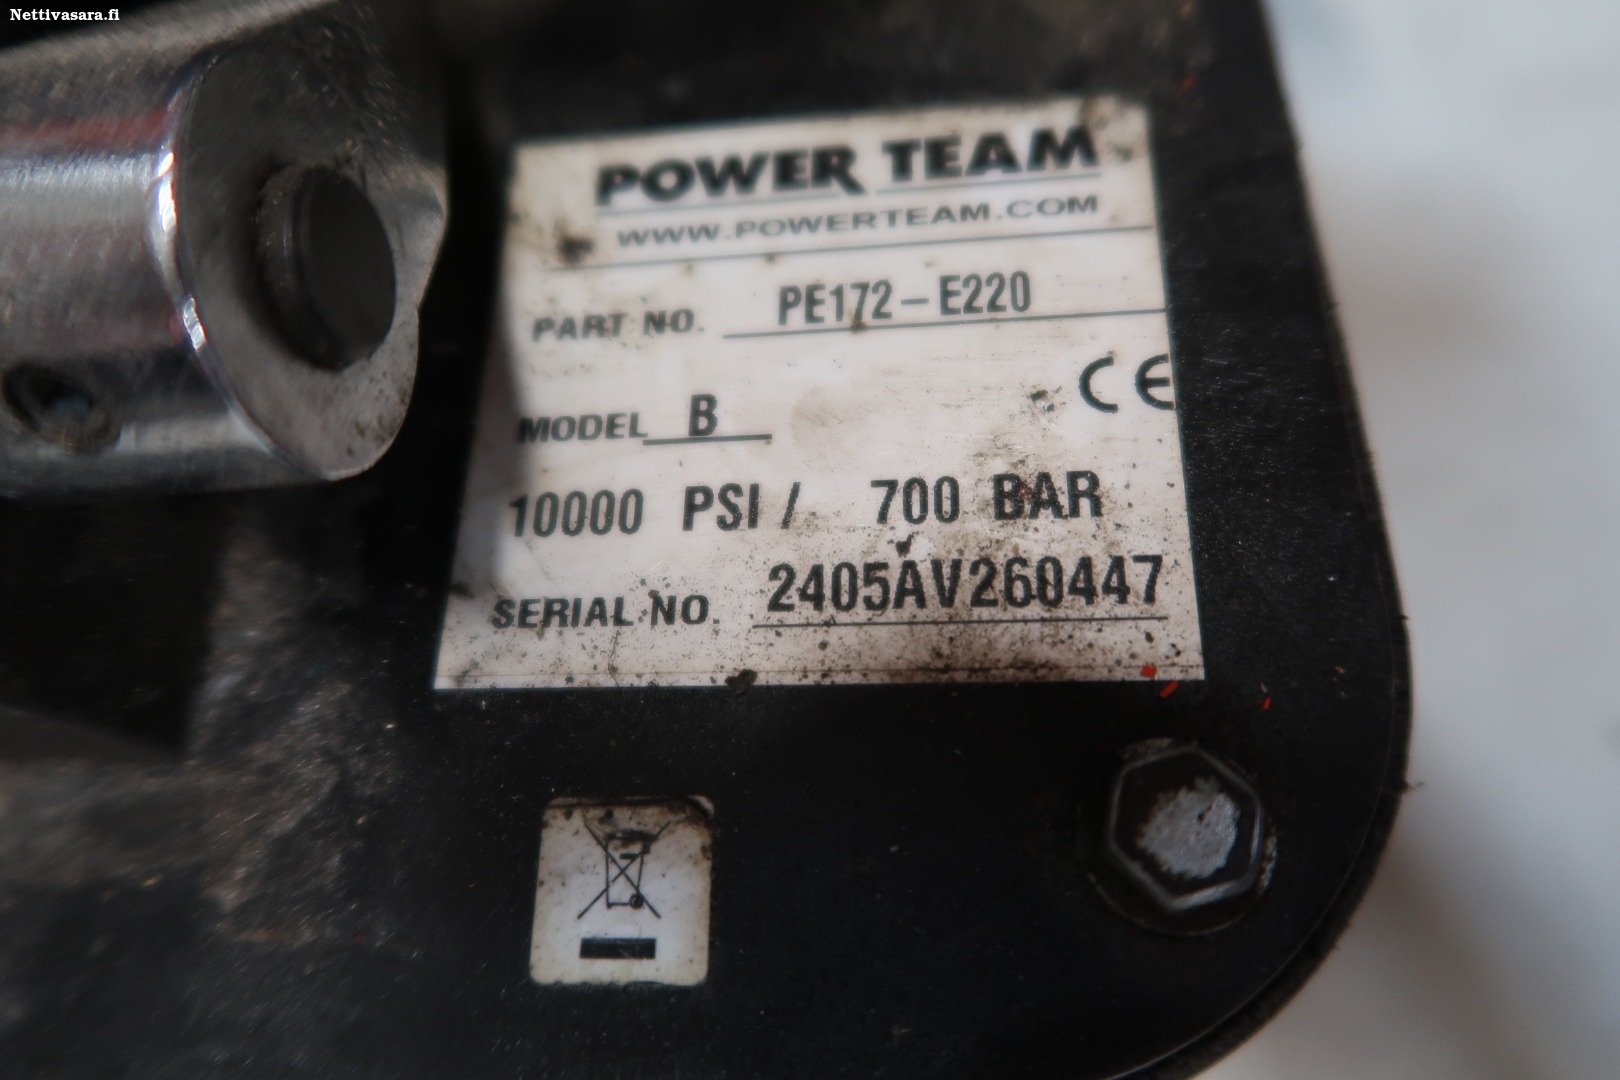 Nettivasara.fi
POWER TEAM
WWW.POWERTEAM.COM
PART NO. PE172-E220
CE
MODEL B
10000 PSI / 700 BAR
SERIAL NO. 2405AV260447